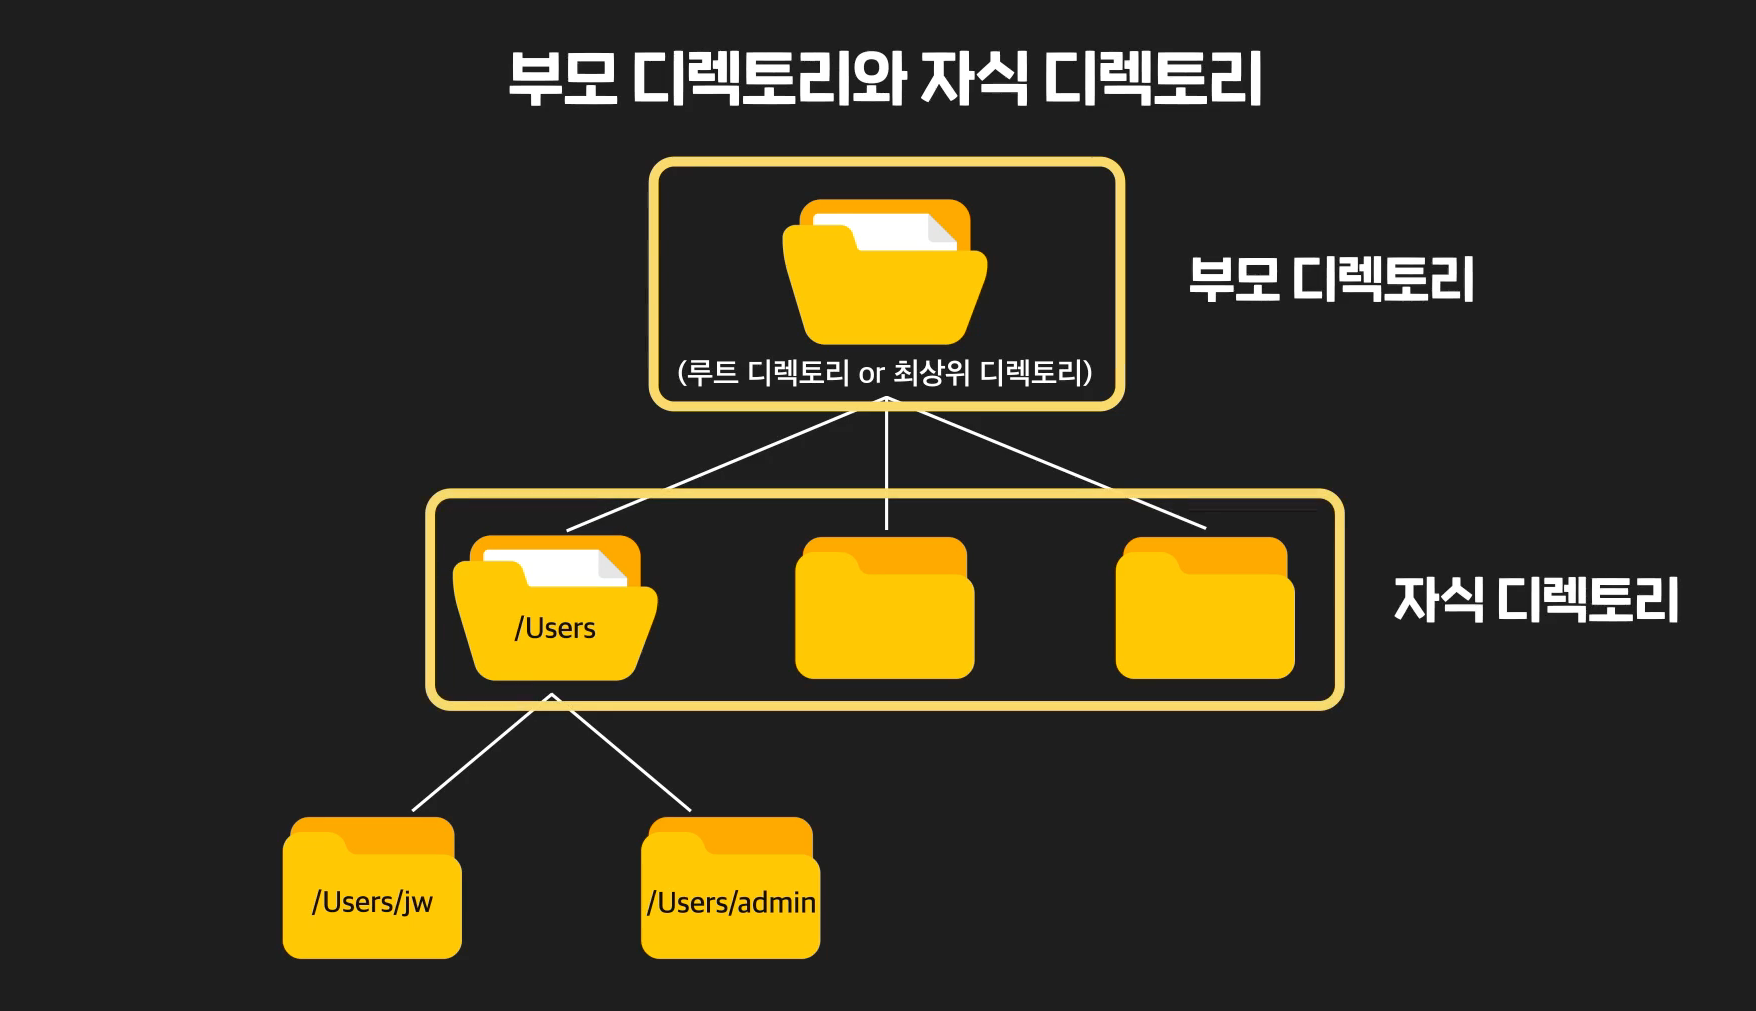 부모 디렉토리와 자식 디렉토리
부모 디렉토리
(루트 디렉토리 or 최상위 디렉토리)
자식 디렉토리
/Users
/Users/jw
/Users/admin